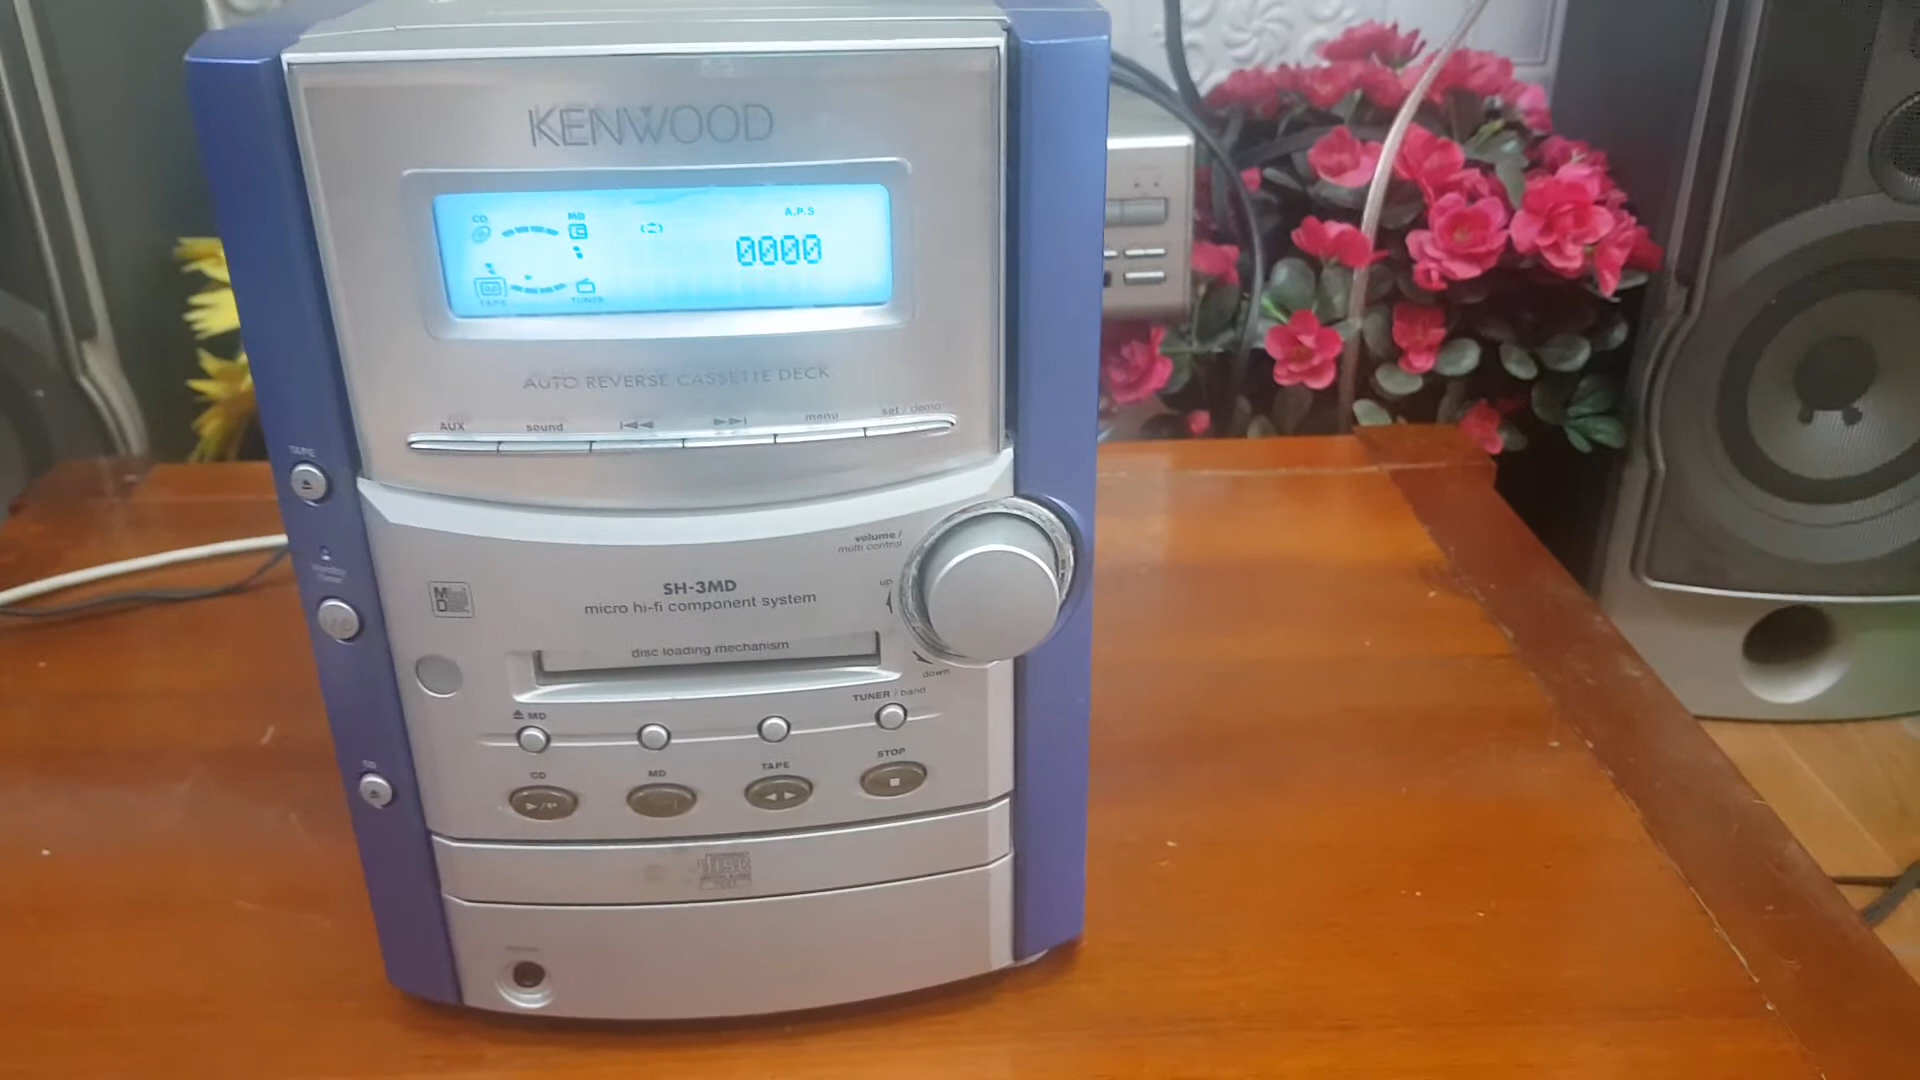 KENWOOD
CD
MD
A.P.S
0000
TAPE
TUNER
AUTO REVERSE CASSETTE DECK
AUX
sound
menu
set / demo
TAPE
volume /
multi control
up
SH-3MD
micro hi-fi component system
disc loading mechanism
down
TUNER / band
MD
STOP
CD
MD
TAPE
CD
disc